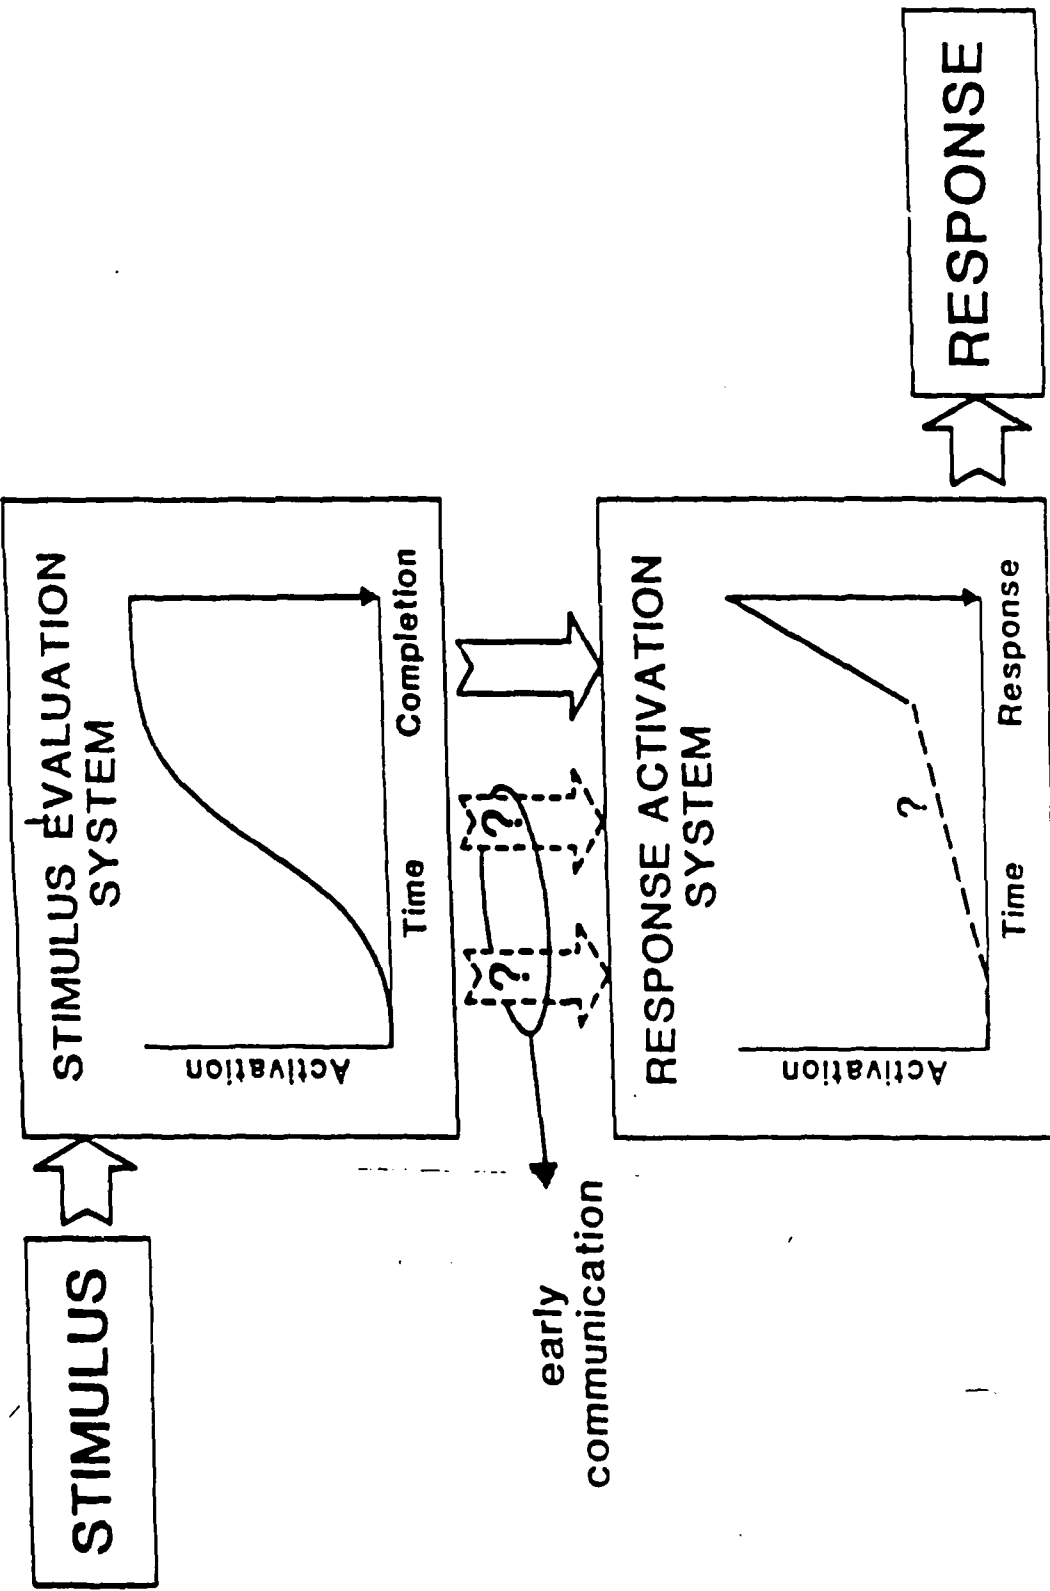 STIMULUS
STIMULUS EVALUATION
SYSTEM
Activation
Time
Completion
?
?
early
communication
RESPONSE ACTIVATION
SYSTEM
Activation
?
Time
Response
RESPONSE